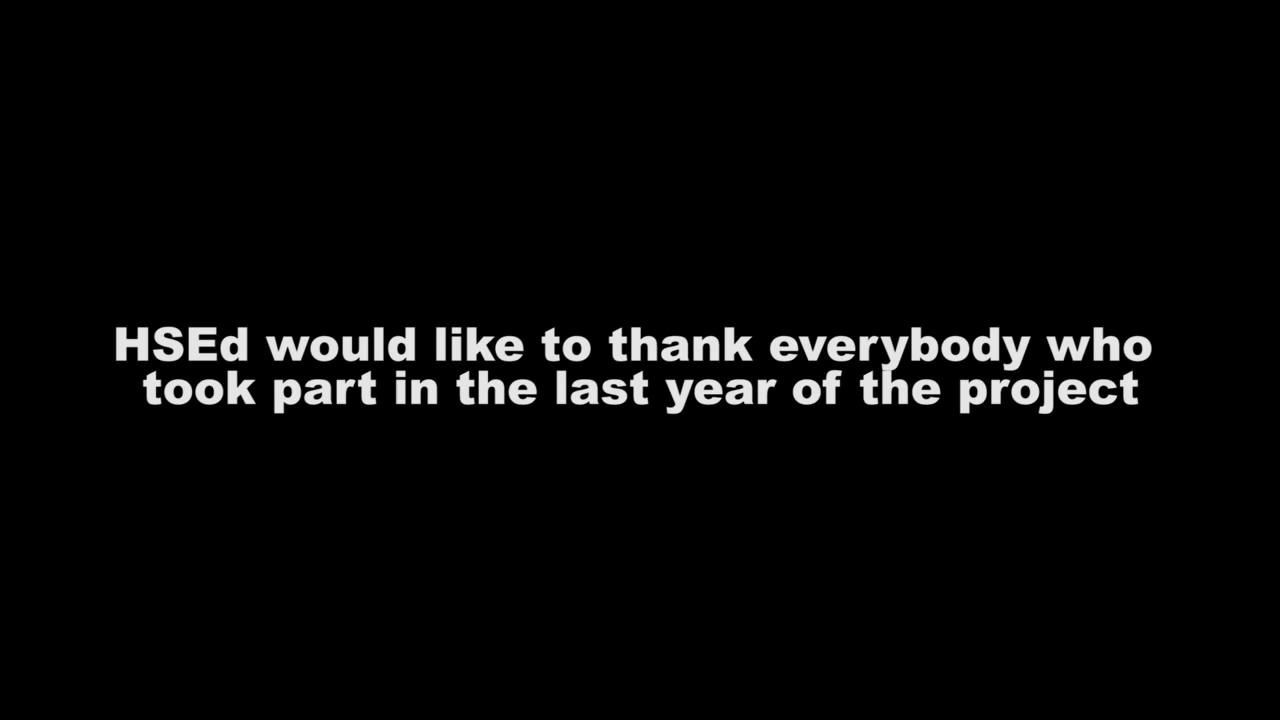 HSEd would like to thank everybody who
took part in the last year of the project